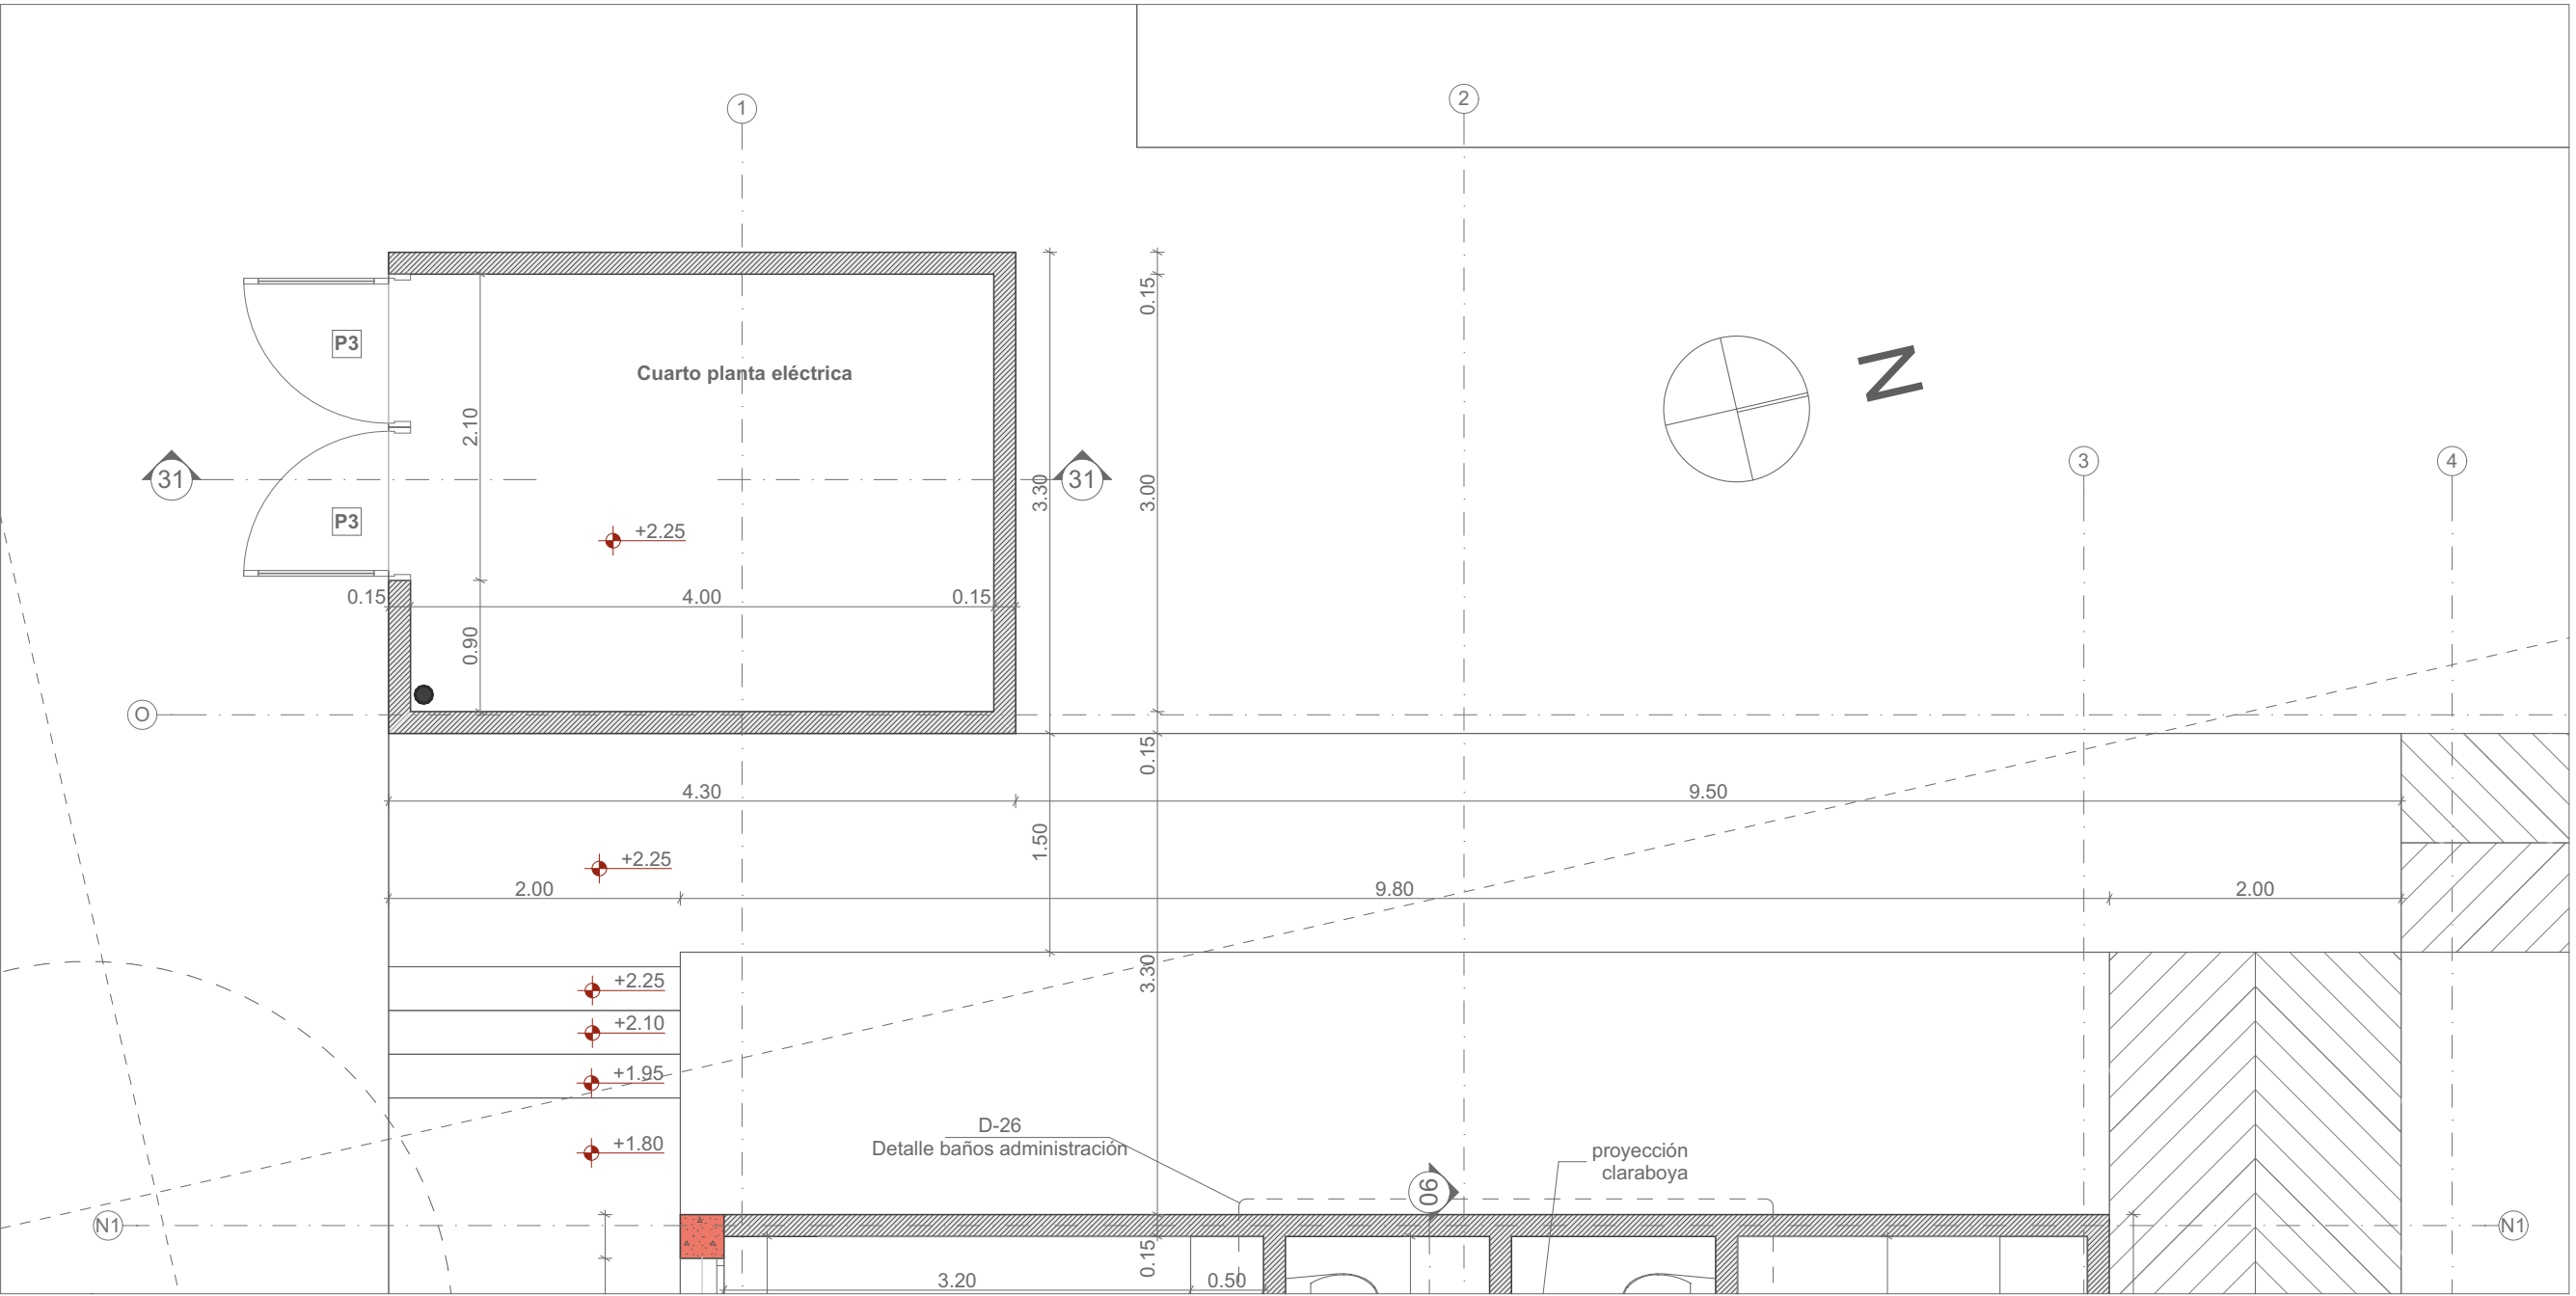 1
2
P3
Cuarto planta eléctrica
0.15
2.10
N
31
31
3.30
3.00
3
4
P3
+2.25
0.15
4.00
0.15
0.90
O
0.15
4.30
9.50
1.50
+2.25
2.00
9.80
2.00
+2.25
3.30
+2.10
+1.95
D-26
Detalle baños administración
+1.80
proyección
claraboya
06
N1
N1
0.15
3.20
0.50